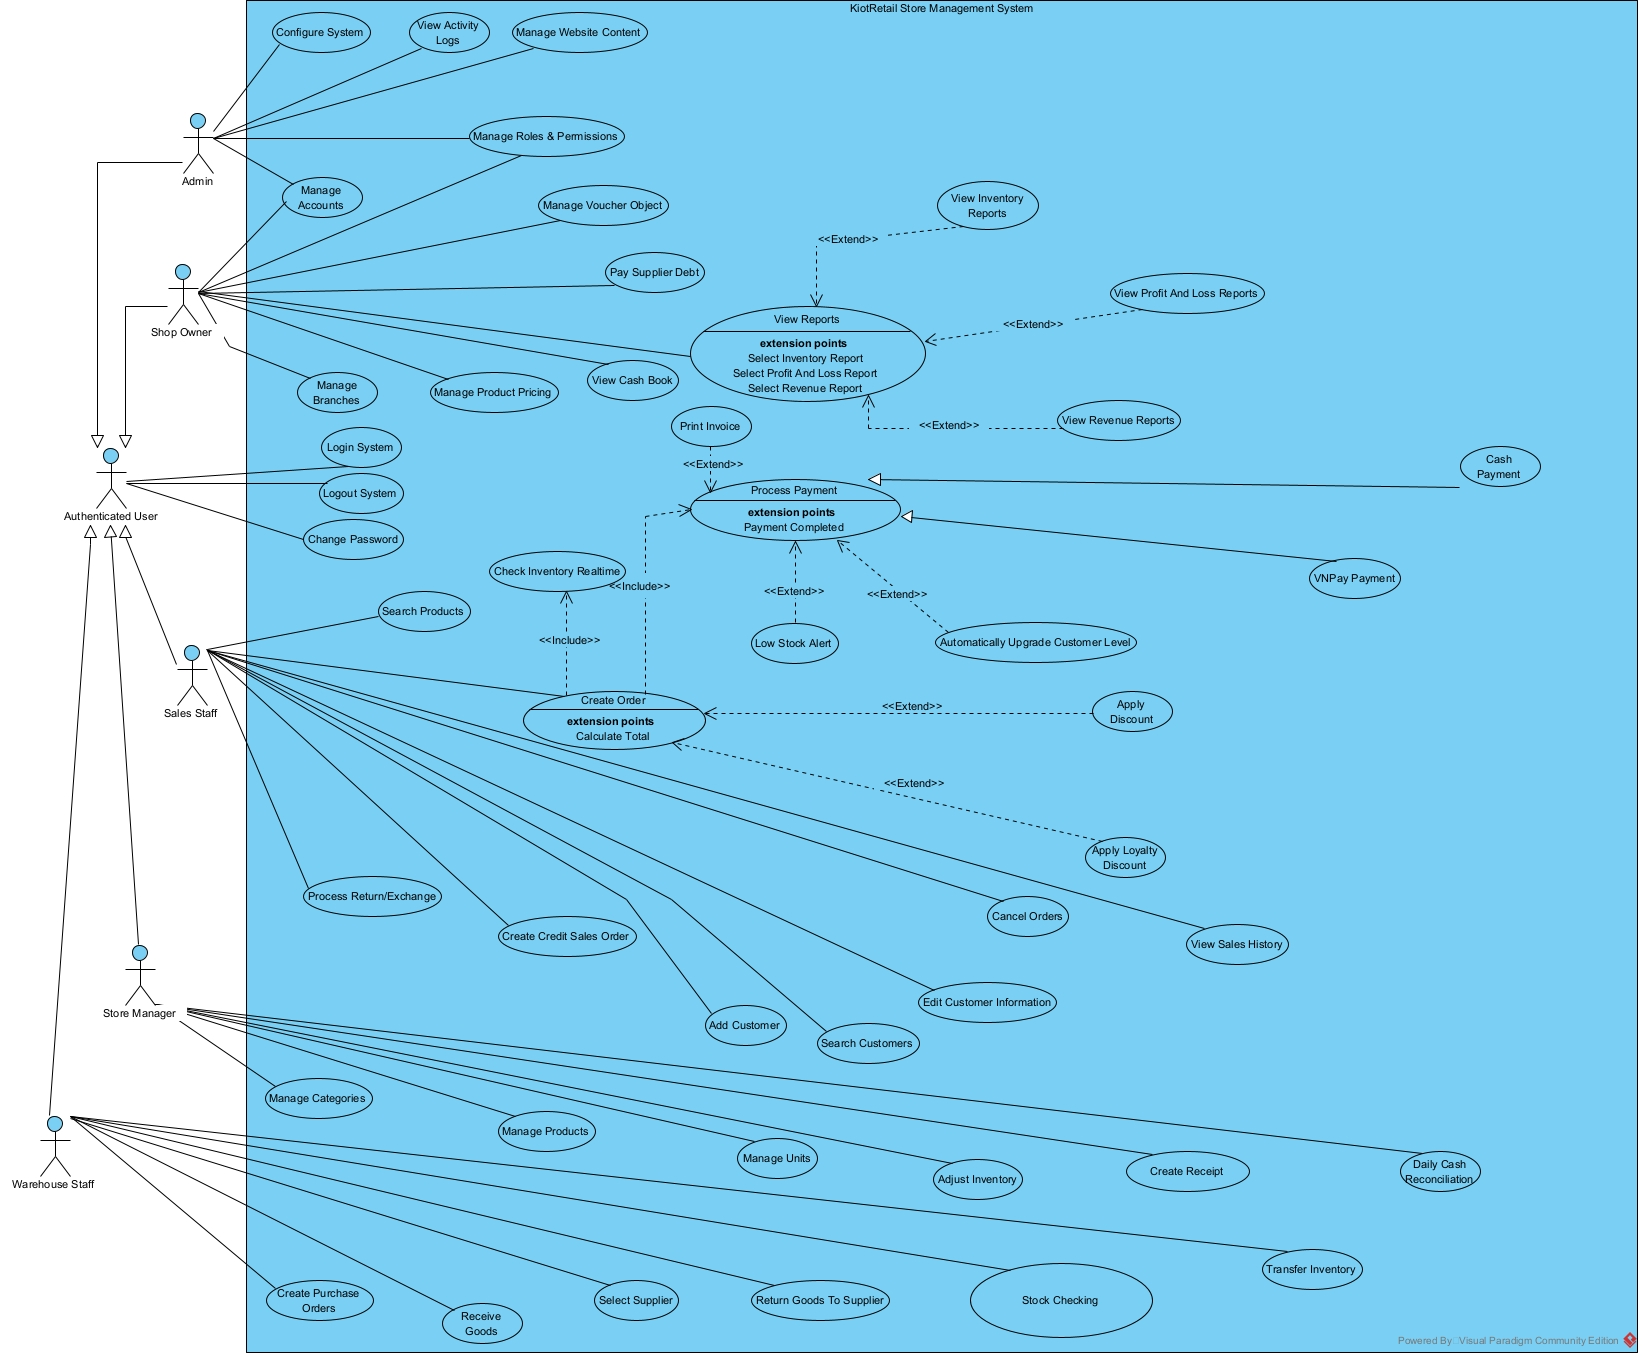 KiotRetail Store Management System
Configure System
View Activity
Logs
Manage Website Content
Admin
Manage Roles & Permissions
Manage
Accounts
Manage Voucher Object
View Inventory
Reports
<<Extend>>
Shop Owner
Pay Supplier Debt
View Profit And Loss Reports
<<Extend>>
View Reports
extension points
Select Inventory Report
Select Profit And Loss Report
Select Revenue Report
Manage
Branches
Manage Product Pricing
View Cash Book
Print Invoice
<<Extend>>
View Revenue Reports
<<Extend>>
Login System
Logout System
Change Password
Authenticated User
Process Payment
extension points
Payment Completed
Cash
Payment
VNPay Payment
Check Inventory Realtime
<<Include>>
<<Extend>>
<<Extend>>
Search Products
<<Include>>
Low Stock Alert
Automatically Upgrade Customer Level
Sales Staff
Create Order
extension points
Calculate Total
<<Extend>>
Apply
Discount
<<Extend>>
Apply Loyalty
Discount
Process Return/Exchange
Create Credit Sales Order
Cancel Orders
View Sales History
Store Manager
Edit Customer Information
Add Customer
Search Customers
Manage Categories
Manage Products
Manage Units
Adjust Inventory
Create Receipt
Daily Cash
Reconciliation
Warehouse Staff
Transfer Inventory
Create Purchase
Orders
Receive
Goods
Select Supplier
Return Goods To Supplier
Stock Checking
Powered By Visual Paradigm Community Edition